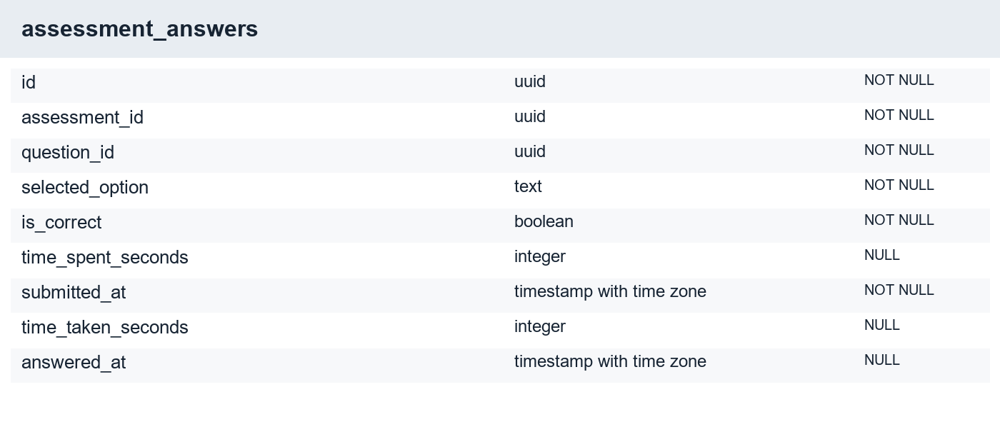 assessment_answers
id uuid NOT NULL
assessment_id uuid NOT NULL
question_id uuid NOT NULL
selected_option text NOT NULL
is_correct boolean NOT NULL
time_spent_seconds integer NULL
submitted_at timestamp with time zone NOT NULL
time_taken_seconds integer NULL
answered_at timestamp with time zone NULL